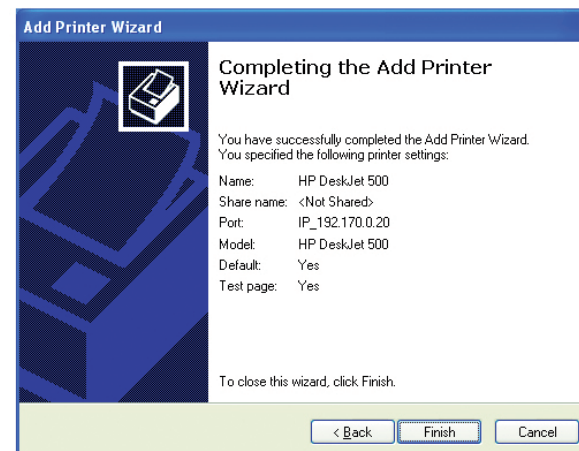 Add Printer Wizard
Completing the Add Printer
Wizard
You have successfully completed the Add Printer Wizard.
You specified the following printer settings:
Name: HP DeskJet 500
Share name: <Not Shared>
Port: IP_192.170.0.20
Model: HP DeskJet 500
Default: Yes
Test page: Yes
To close this wizard, click Finish.
< Back Finish Cancel